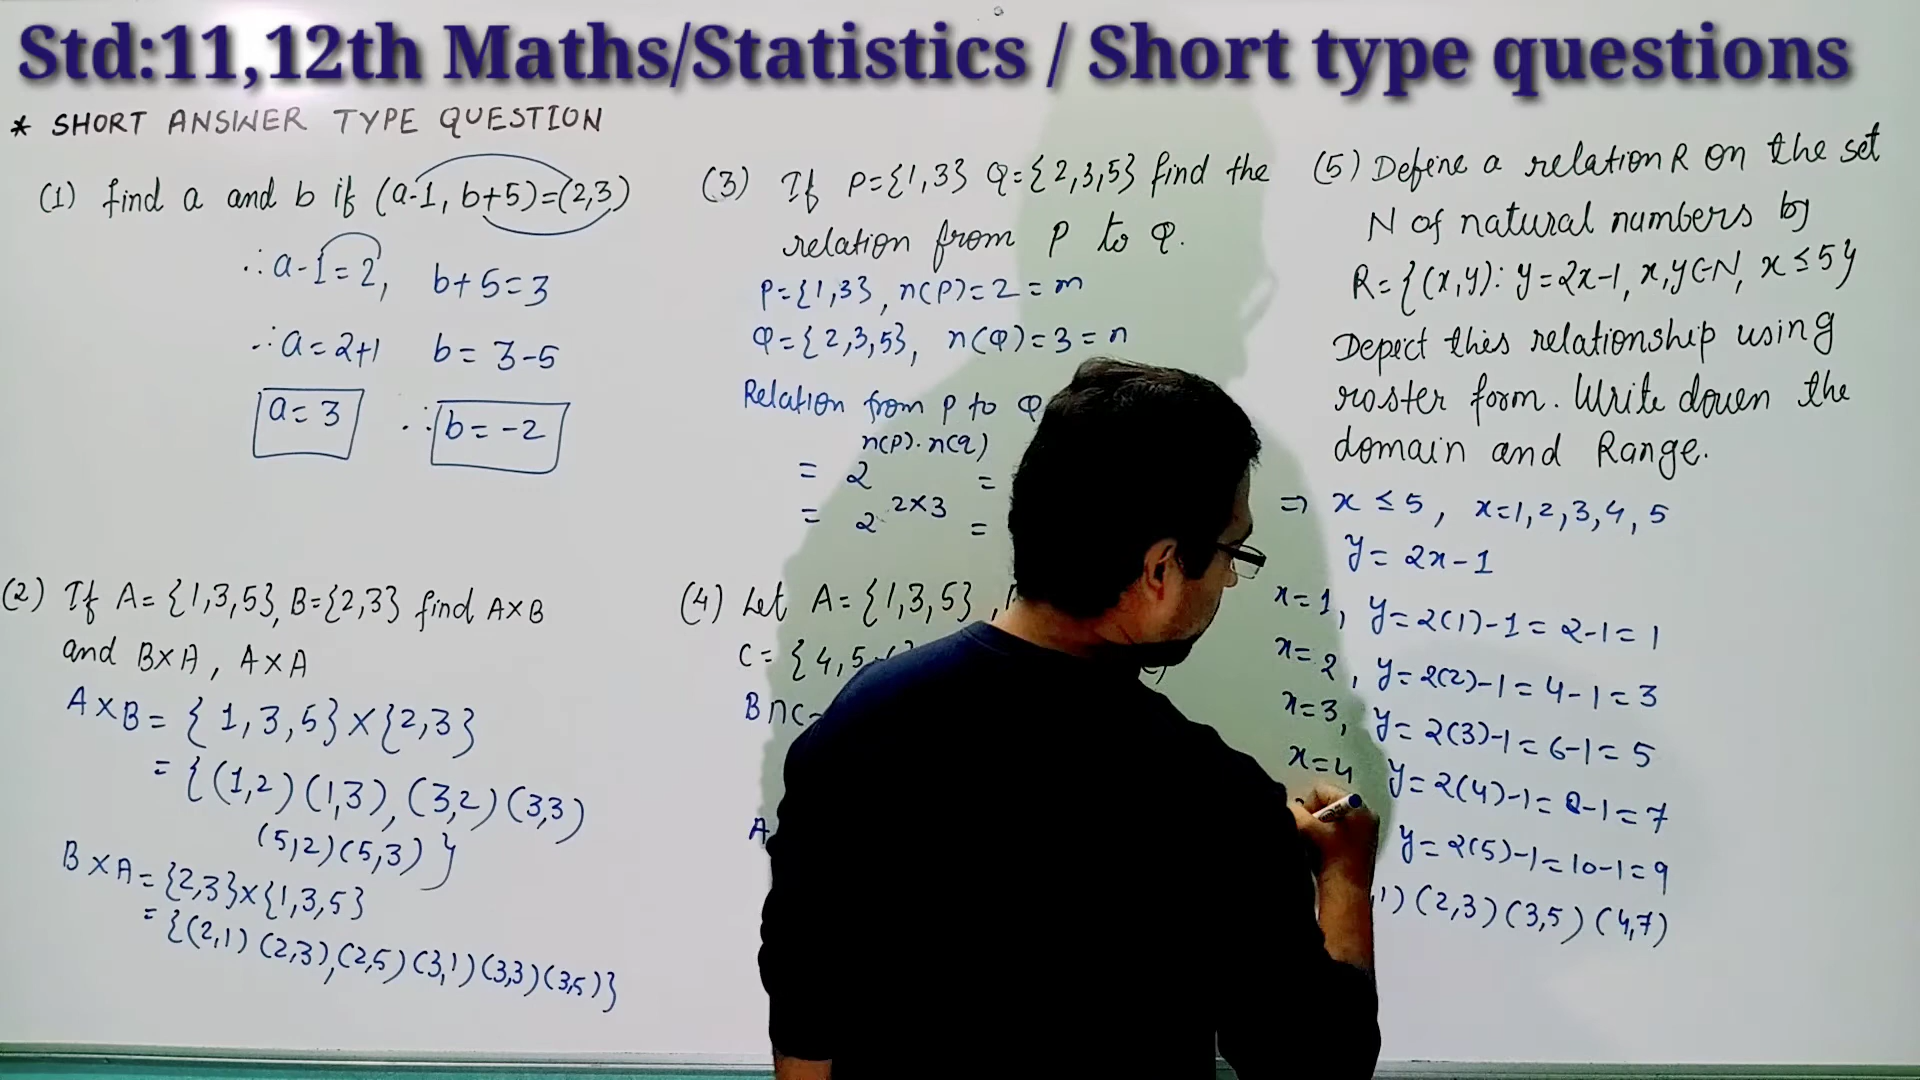 Std:11,12th Maths/Statistics / Short type questions
* SHORT ANSWER TYPE QUESTION
(1) find a and b if (a-1, b+5)=(2,3)
∴ a-1=2, b+5=3
∴ a=2+1 b= 3-5
a=3 ∴ b=-2
(2) If A={1,3,5}, B={2,3} find A×B
and B×A, A×A
A×B= {1,3,5}×{2,3}
= {(1,2)(1,3),(3,2)(3,3)
(5,2)(5,3)}
B×A={2,3}×{1,3,5}
={(2,1)(2,3),(2,5)(3,1)(3,3)(3,5)}
(3) If P={1,3} Q={2,3,5} find the
relation from P to Q.
P={1,3}, n(P)=2=m
Q={2,3,5}, n(Q)=3=n
Relation from P to Q
n(P).n(Q)
= 2 =
= 2 2×3 =
(4) Let A={1,3,5},
C={4,5
B∩C=
A
(5) Define a relation R on the set
N of natural numbers by
R={(x,y): y=2x-1, x,y∈N, x≤5}
Depict this relationship using
roster form. Write down the
domain and Range.
⇒ x ≤5, x=1,2,3,4,5
y= 2x-1
x=1, y=2(1)-1=2-1=1
x=2, y=2(2)-1=4-1=3
x=3, y=2(3)-1=6-1=5
x=4 y=2(4)-1=8-1=7
y=2(5)-1=10-1=9
1)(2,3)(3,5)(4,7)